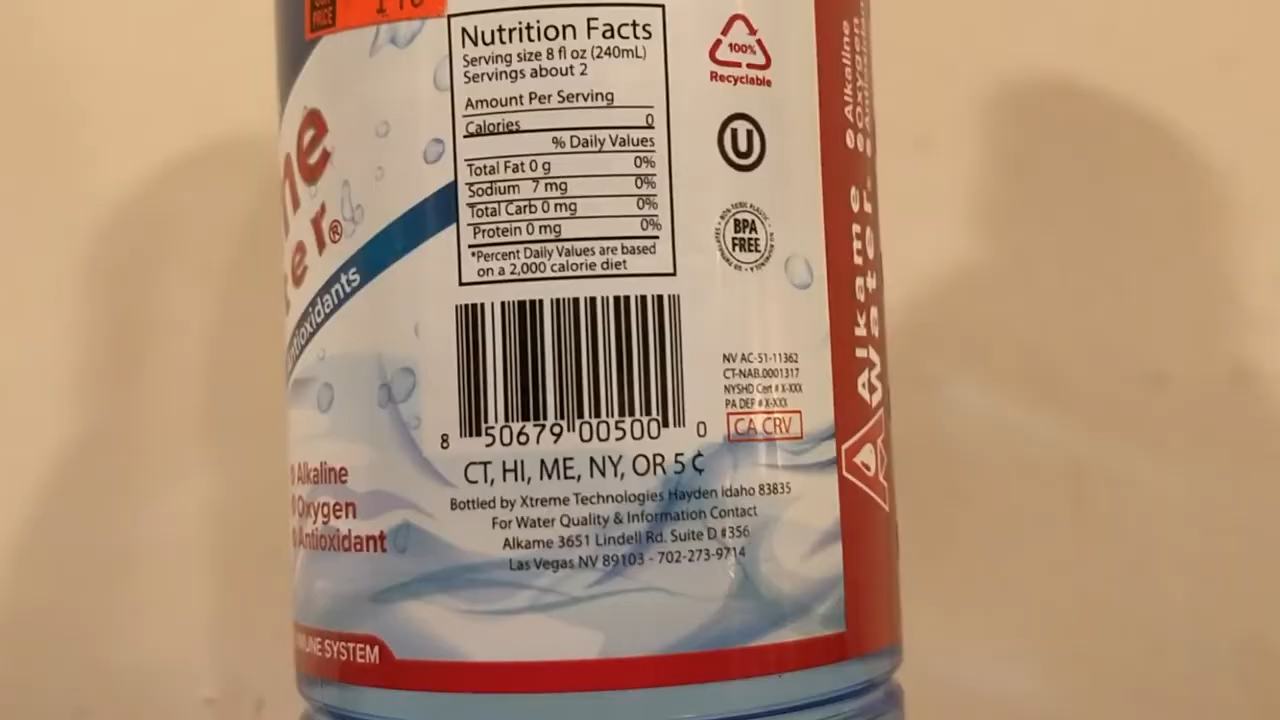 PRICE
Nutrition Facts
Serving size 8 fl oz (240mL)
Servings about 2
Amount Per Serving
Calories 0
% Daily Values
Total Fat 0 g 0%
Sodium 7 mg 0%
Total Carb 0 mg 0%
Protein 0 mg 0%
*Percent Daily Values are based
on a 2,000 calorie diet
100%
Recyclable
U
BPA
FREE
8 50679 00500 0
CT, HI, ME, NY, OR 5 ¢
NV AC-51-11362
CT-NAB.0001317
NYSHD Cert # X-XXX
PA DEP # X-XXX
CA CRV
Bottled by Xtreme Technologies Hayden Idaho 83835
For Water Quality & Information Contact
Alkame 3651 Lindell Rd. Suite D #356
Las Vegas NV 89103 - 702-273-9714
Alkaline
Oxygen
Antioxidant
SYSTEM
Alkame
Water®
Alkaline
Oxygen